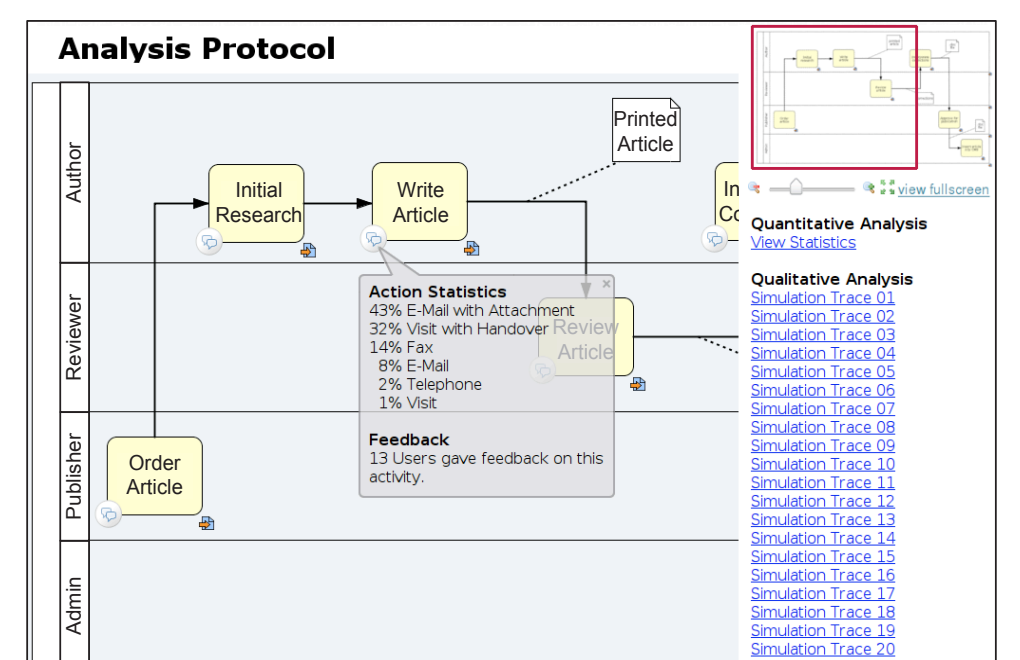 Analysis Protocol
Author
Reviewer
Publisher
Admin
Printed
Article
Initial
Research
Write
Article
In
Co
Action Statistics
43% E-Mail with Attachment
32% Visit with Handover
14% Fax
8% E-Mail
2% Telephone
1% Visit
Feedback
13 Users gave feedback on this
activity.
Review
Article
Order
Article
view fullscreen
Quantitative Analysis
View Statistics
Qualitative Analysis
Simulation Trace 01
Simulation Trace 02
Simulation Trace 03
Simulation Trace 04
Simulation Trace 05
Simulation Trace 06
Simulation Trace 07
Simulation Trace 08
Simulation Trace 09
Simulation Trace 10
Simulation Trace 11
Simulation Trace 12
Simulation Trace 13
Simulation Trace 14
Simulation Trace 15
Simulation Trace 16
Simulation Trace 17
Simulation Trace 18
Simulation Trace 19
Simulation Trace 20